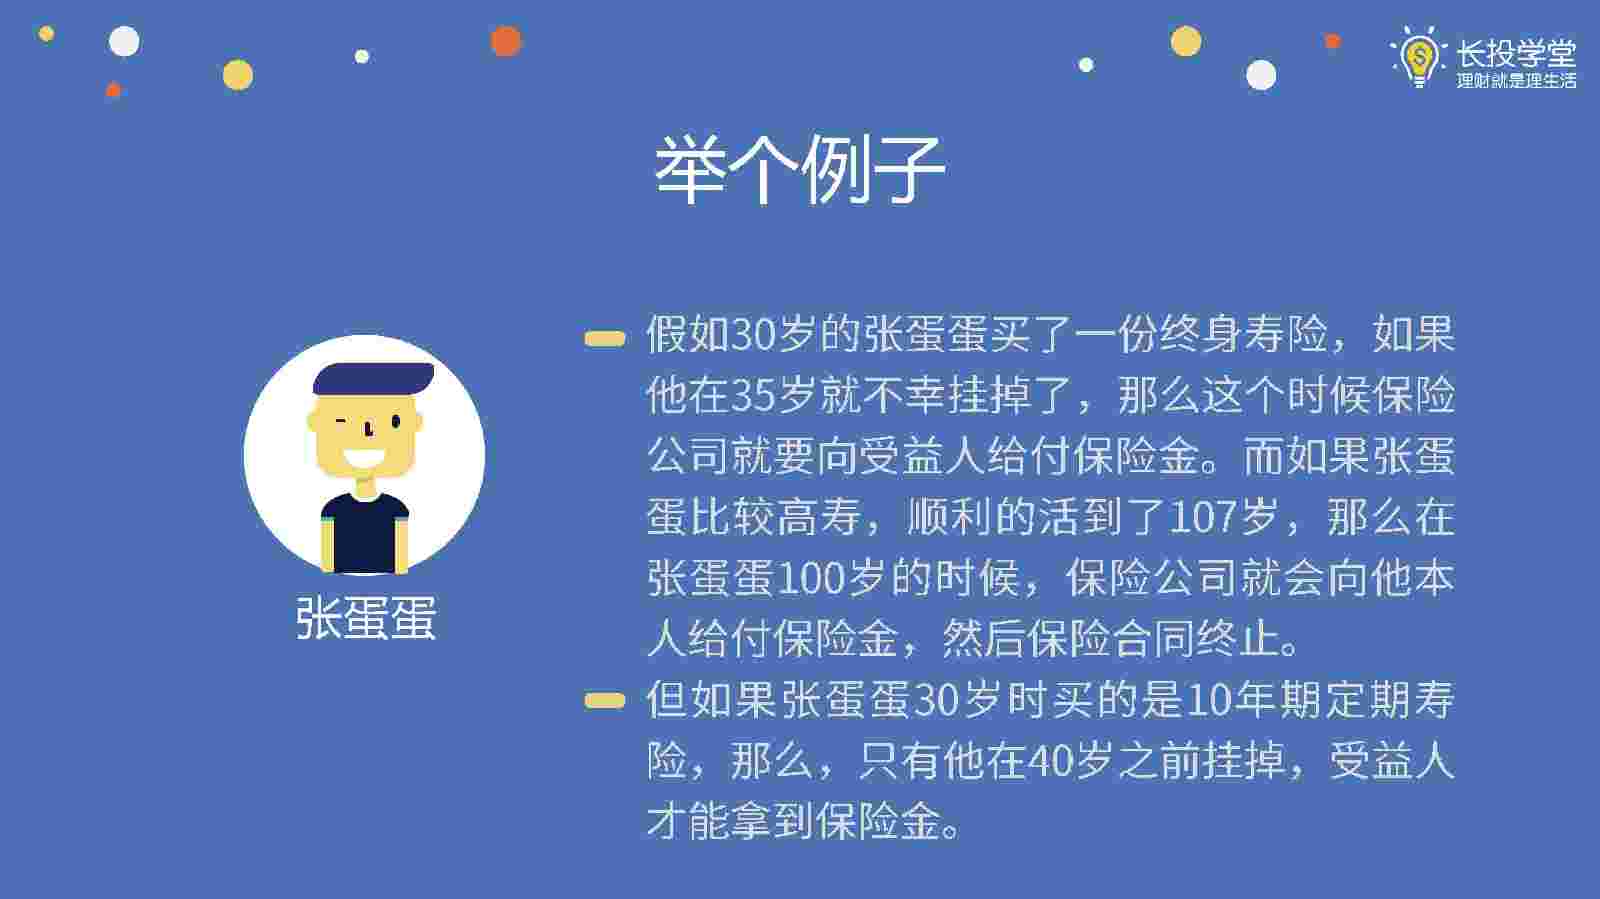 长投学堂
理财就是理生活
举个例子
假如30岁的张蛋蛋买了一份终身寿险，如果
他在35岁就不幸挂掉了，那么这个时候保险
公司就要向受益人给付保险金。而如果张蛋
蛋比较高寿，顺利的活到了107岁，那么在
张蛋蛋100岁的时候，保险公司就会向他本
人给付保险金，然后保险合同终止。
但如果张蛋蛋30岁时买的是10年期定期寿
险，那么，只有他在40岁之前挂掉，受益人
才能拿到保险金。
张蛋蛋